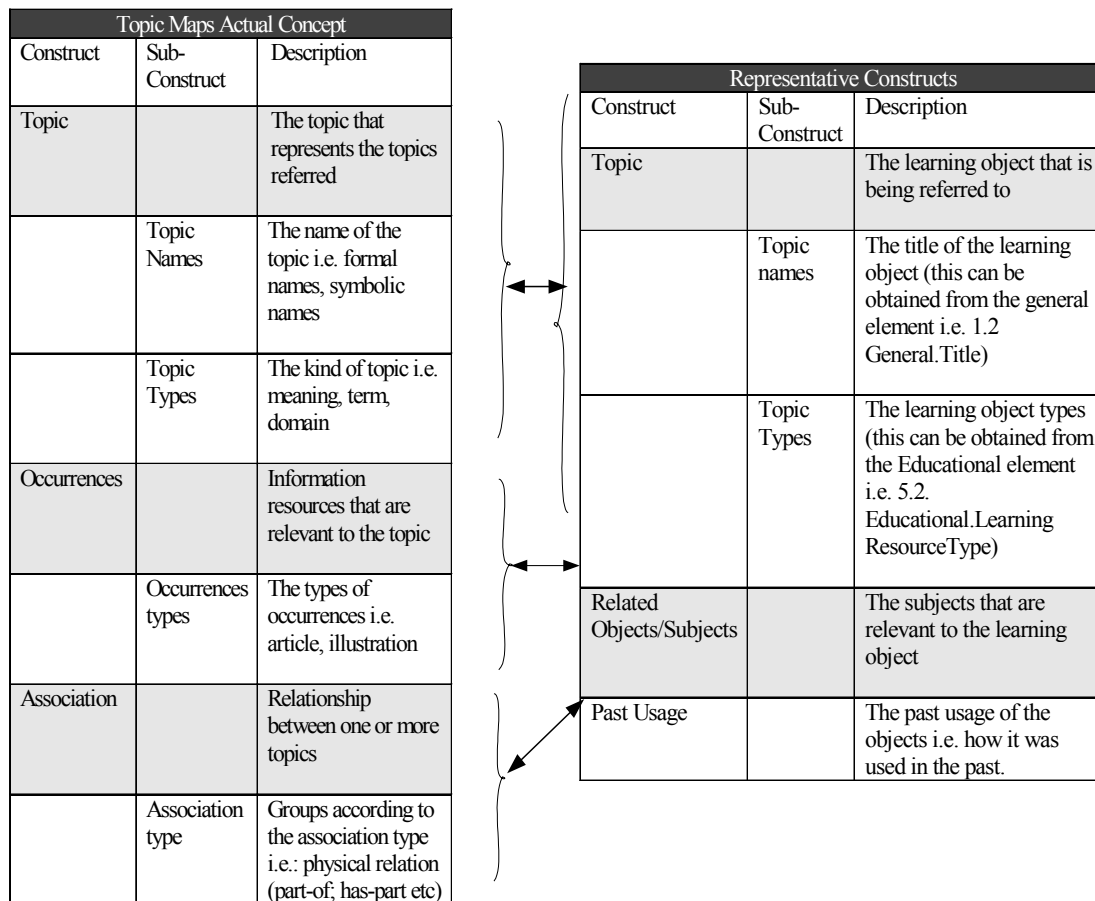 Topic Maps Actual Concept
Construct
Sub-
Construct
Description
Topic
The topic that
represents the topics
referred
Topic
Names
The name of the
topic i.e. formal
names, symbolic
names
Topic
Types
The kind of topic i.e.
meaning, term,
domain
Occurrences
Information
resources that are
relevant to the topic
Occurrences
types
The types of
occurrences i.e.
article, illustration
Association
Relationship
between one or more
topics
Association
type
Groups according to
the association type
i.e.: physical relation
(part-of; has-part etc)
Representative Constructs
Construct
Sub-
Construct
Description
Topic
The learning object that is
being referred to
Topic
names
The title of the learning
object (this can be
obtained from the general
element i.e. 1.2
General.Title)
Topic
Types
The learning object types
(this can be obtained from
the Educational element
i.e. 5.2.
Educational.Learning
ResourceType)
Related
Objects/Subjects
The subjects that are
relevant to the learning
object
Past Usage
The past usage of the
objects i.e. how it was
used in the past.